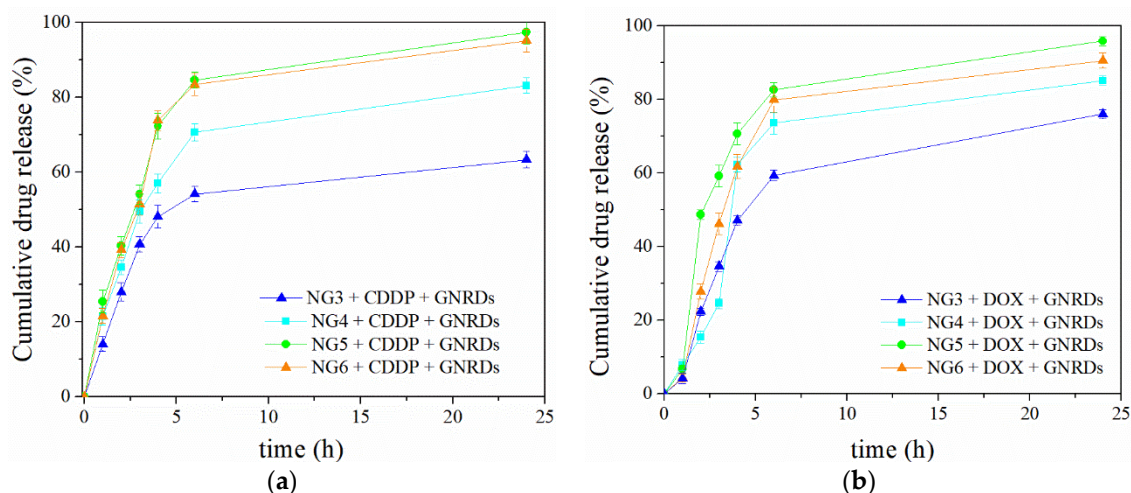 Cumulative drug release (%)
100
80
60
40
20
0
0
5
10
15
20
25
time (h)
NG3 + CDDP + GNRDs
NG4 + CDDP + GNRDs
NG5 + CDDP + GNRDs
NG6 + CDDP + GNRDs
(a)
Cumulative drug release (%)
100
80
60
40
20
0
0
5
10
15
20
25
time (h)
NG3 + DOX + GNRDs
NG4 + DOX + GNRDs
NG5 + DOX + GNRDs
NG6 + DOX + GNRDs
(b)